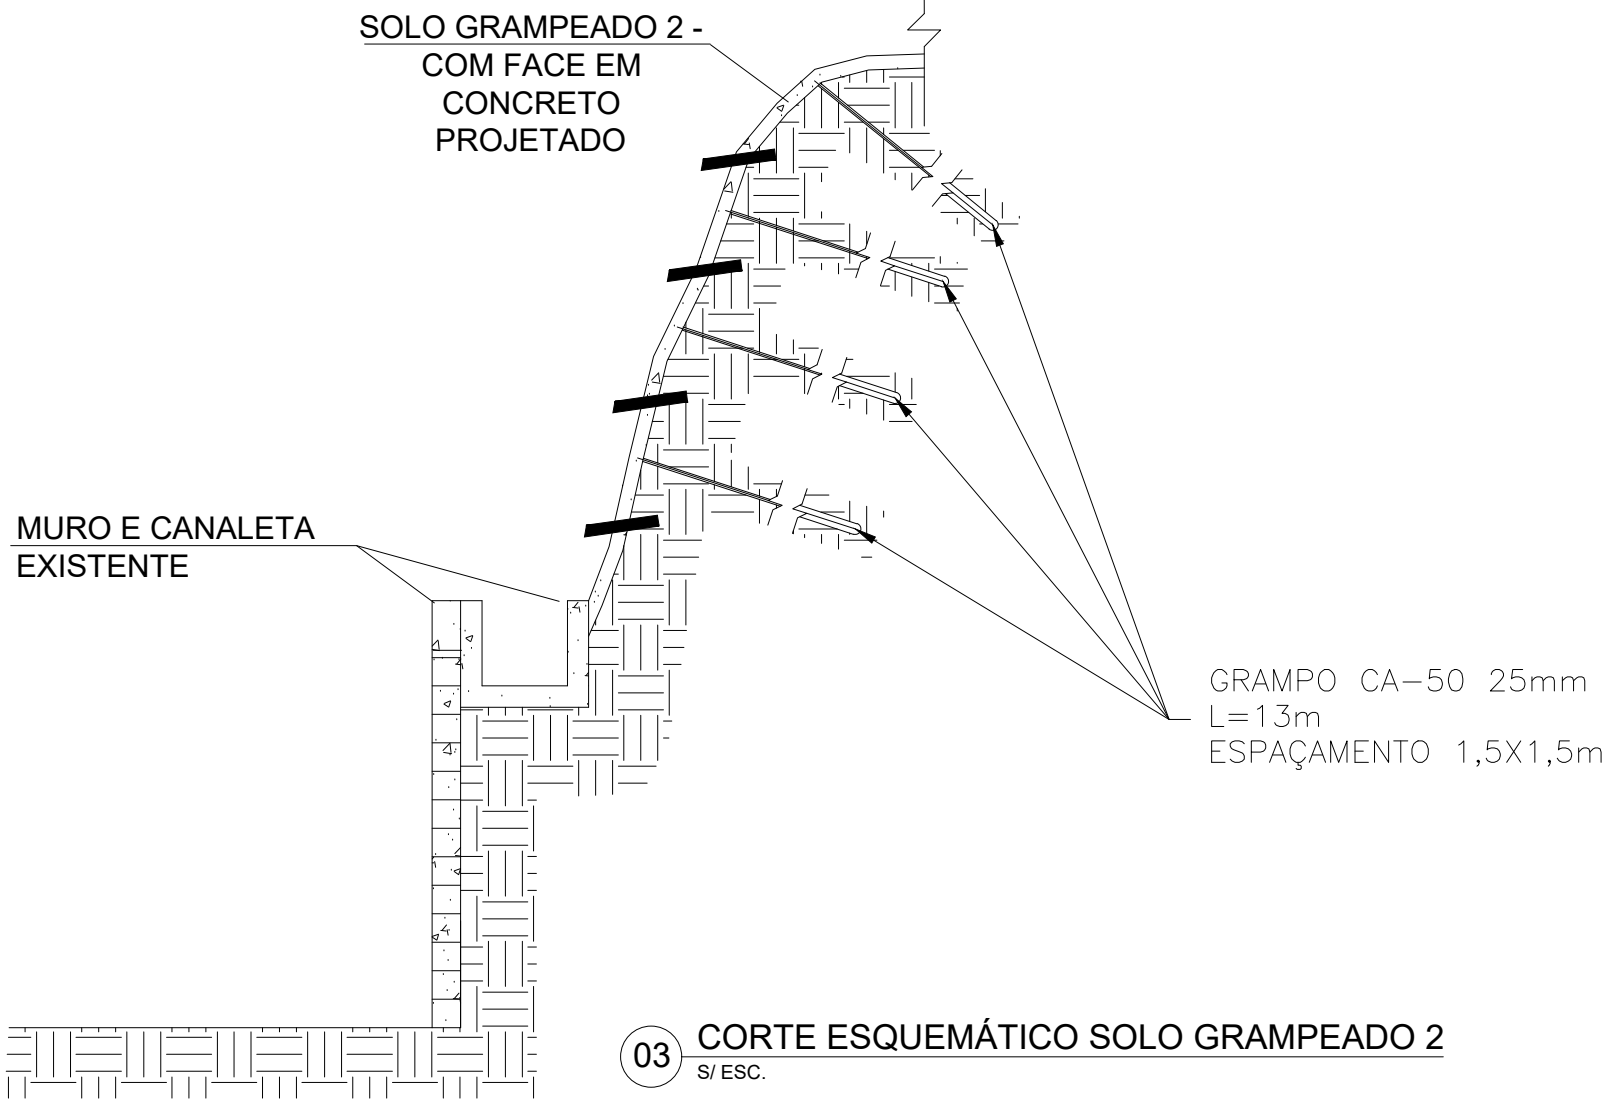 SOLO GRAMPEADO 2 -
COM FACE EM
CONCRETO
PROJETADO
MURO E CANALETA
EXISTENTE
GRAMPO CA-50 25mm
L=13m
ESPAÇAMENTO 1,5X1,5m
03 CORTE ESQUEMÁTICO SOLO GRAMPEADO 2
S/ ESC.